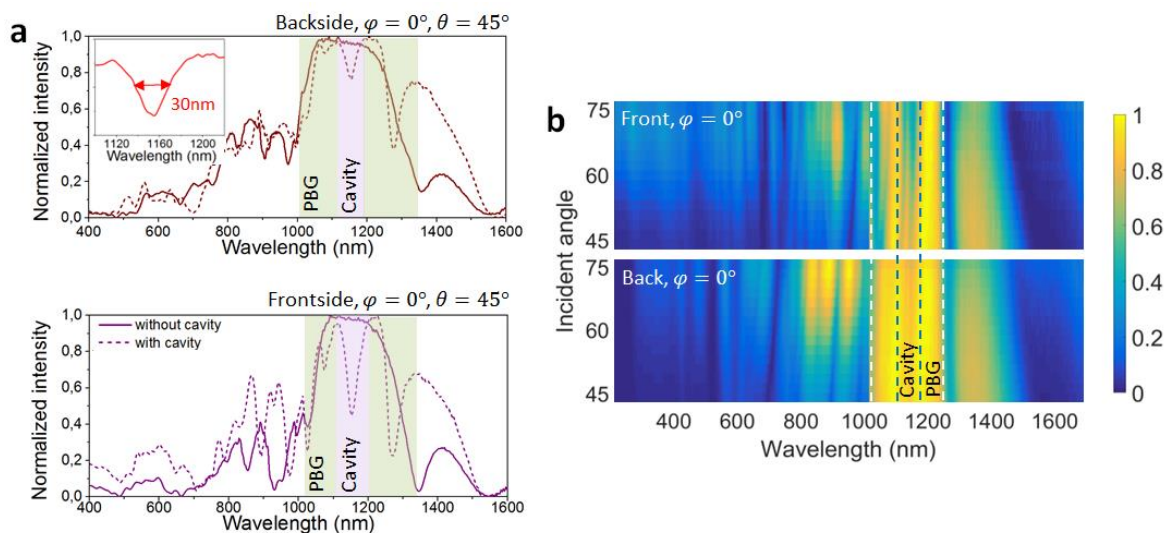 a
Backside, φ = 0°, θ = 45°
Normalized intensity
1,0
0,8
0,6
0,4
0,2
0,0
30nm
1120 1160 1200
Wavelength (nm)
PBG
Cavity
400 600 800 1000 1200 1400 1600
Wavelength (nm)
Frontside, φ = 0°, θ = 45°
Normalized intensity
1,0
0,8
0,6
0,4
0,2
0,0
without cavity
with cavity
PBG
Cavity
400 600 800 1000 1200 1400 1600
Wavelength (nm)
b
Incident angle
75
60
45
Front, φ = 0°
75
60
45
Back, φ = 0°
Cavity
PBG
400 600 800 1000 1200 1400 1600
Wavelength (nm)
1
0.8
0.6
0.4
0.2
0